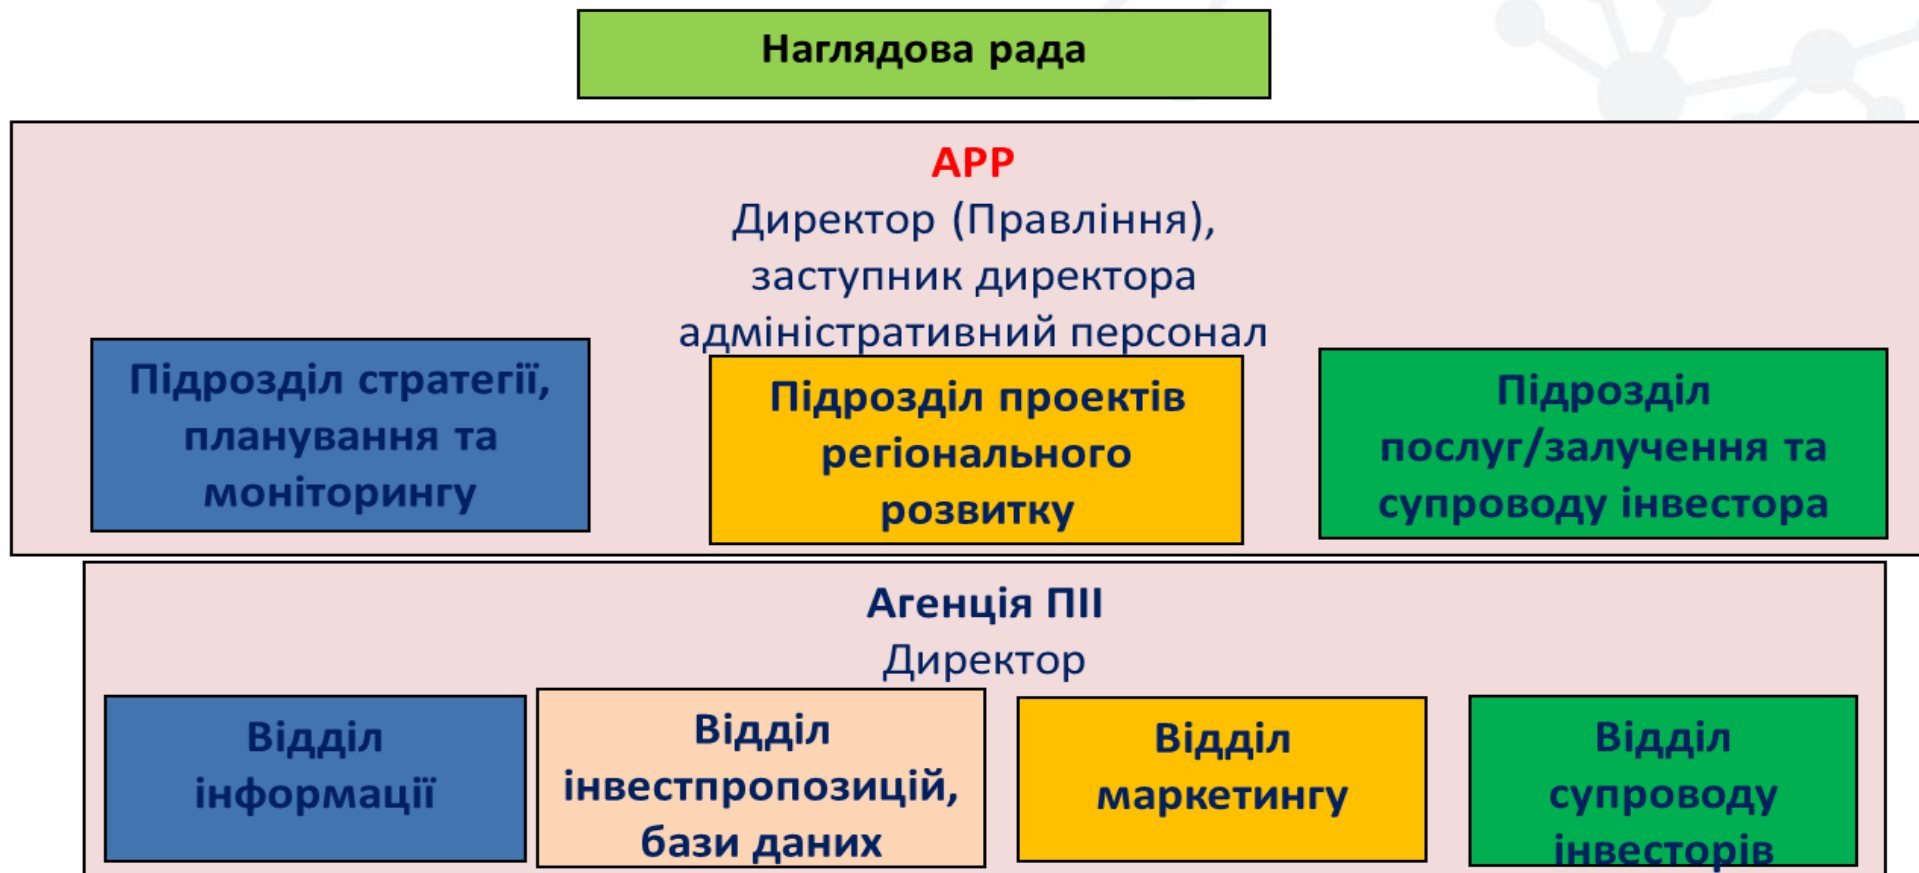 Наглядова рада
АРР
Директор (Правління),
заступник директора
адміністративний персонал
Підрозділ стратегії,
планування та
моніторингу
Підрозділ проектів
регіонального
розвитку
Підрозділ
послуг/залучення та
супроводу інвестора
Агенція ПІІ
Директор
Відділ
інформації
Відділ
інвестпропозицій,
бази даних
Відділ
маркетингу
Відділ
супроводу
інвесторів